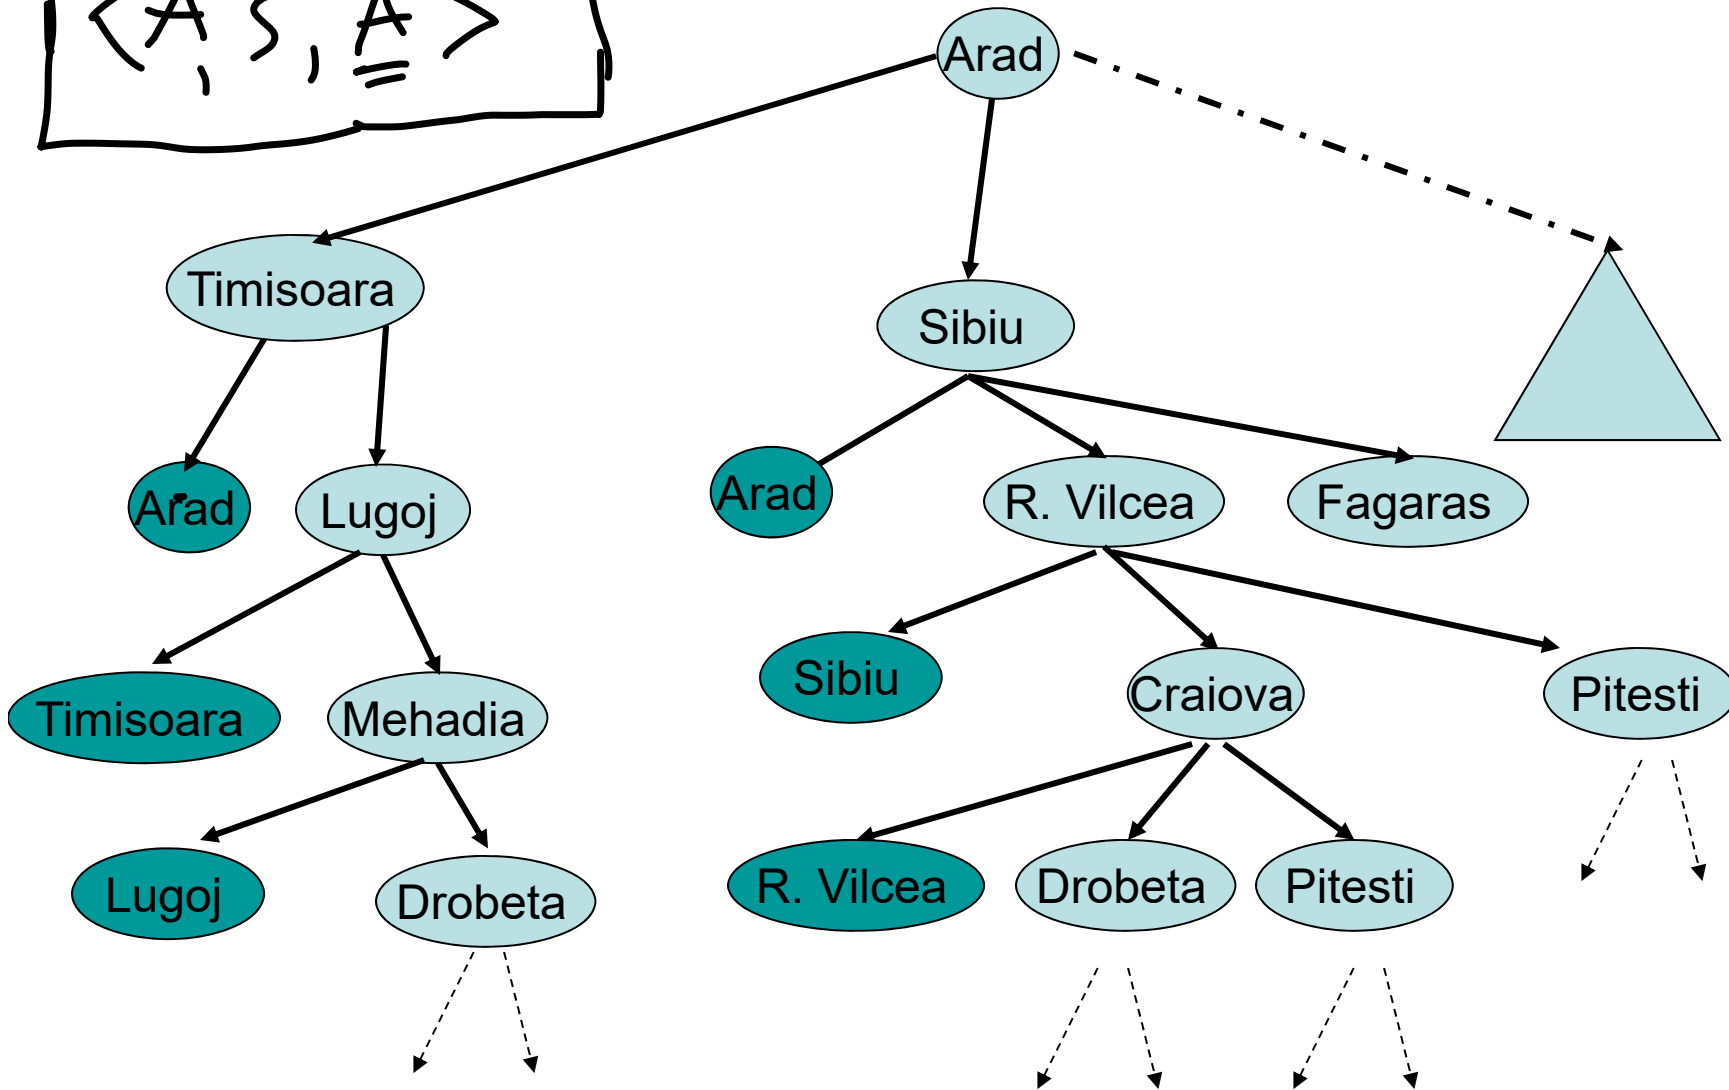 <A, S, A>
Arad
Timisoara
Sibiu
Arad
Lugoj
Arad
R. Vilcea
Fagaras
Timisoara
Mehadia
Sibiu
Craiova
Pitesti
Lugoj
Drobeta
R. Vilcea
Drobeta
Pitesti